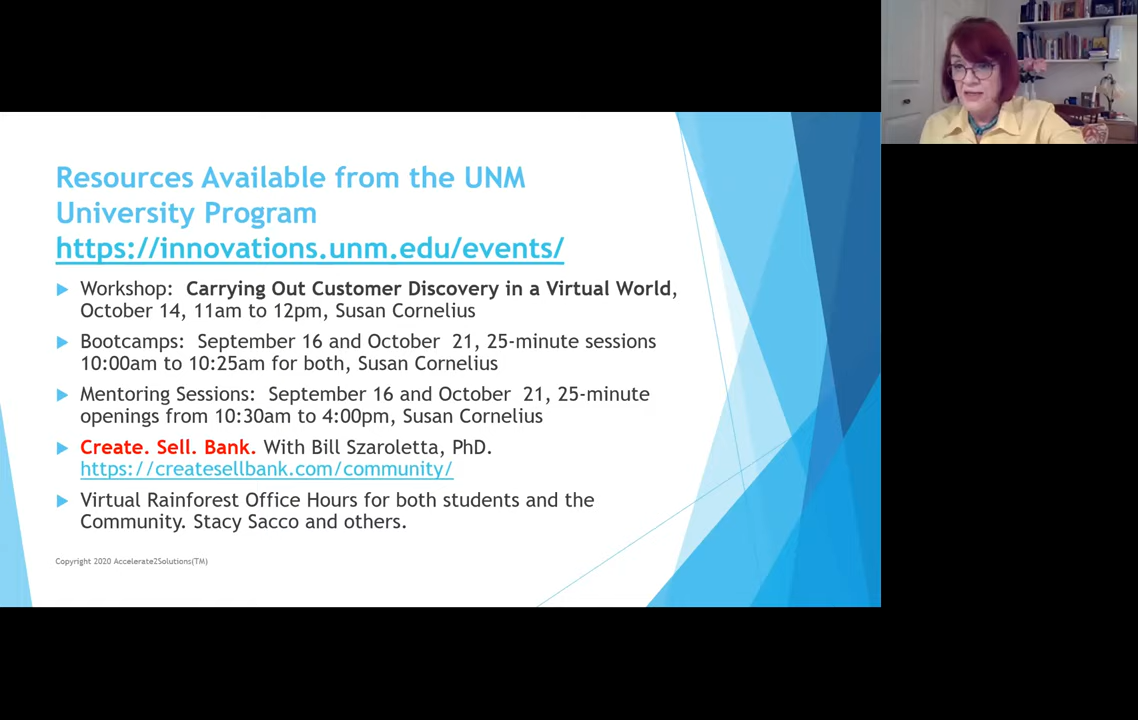 Resources Available from the UNM
University Program
https://innovations.unm.edu/events/
Workshop:  Carrying Out Customer Discovery in a Virtual World,
October 14, 11am to 12pm, Susan Cornelius
Bootcamps:  September 16 and October  21, 25-minute sessions
10:00am to 10:25am for both, Susan Cornelius
Mentoring Sessions:  September 16 and October  21, 25-minute
openings from 10:30am to 4:00pm, Susan Cornelius
Create. Sell. Bank. With Bill Szaroletta, PhD.
https://createsellbank.com/community/
Virtual Rainforest Office Hours for both students and the
Community. Stacy Sacco and others.
Copyright 2020 Accelerate2Solutions(TM)